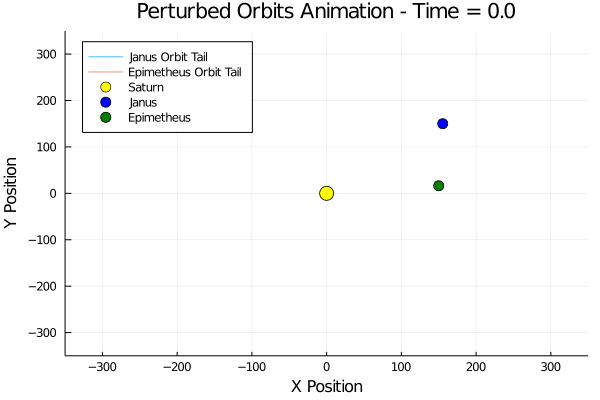 Perturbed Orbits Animation - Time = 0.0
Janus Orbit Tail
Epimetheus Orbit Tail
Saturn
Janus
Epimetheus
300
200
100
0
−100
−200
−300
Y Position
−300 −200 −100 0 100 200 300
X Position